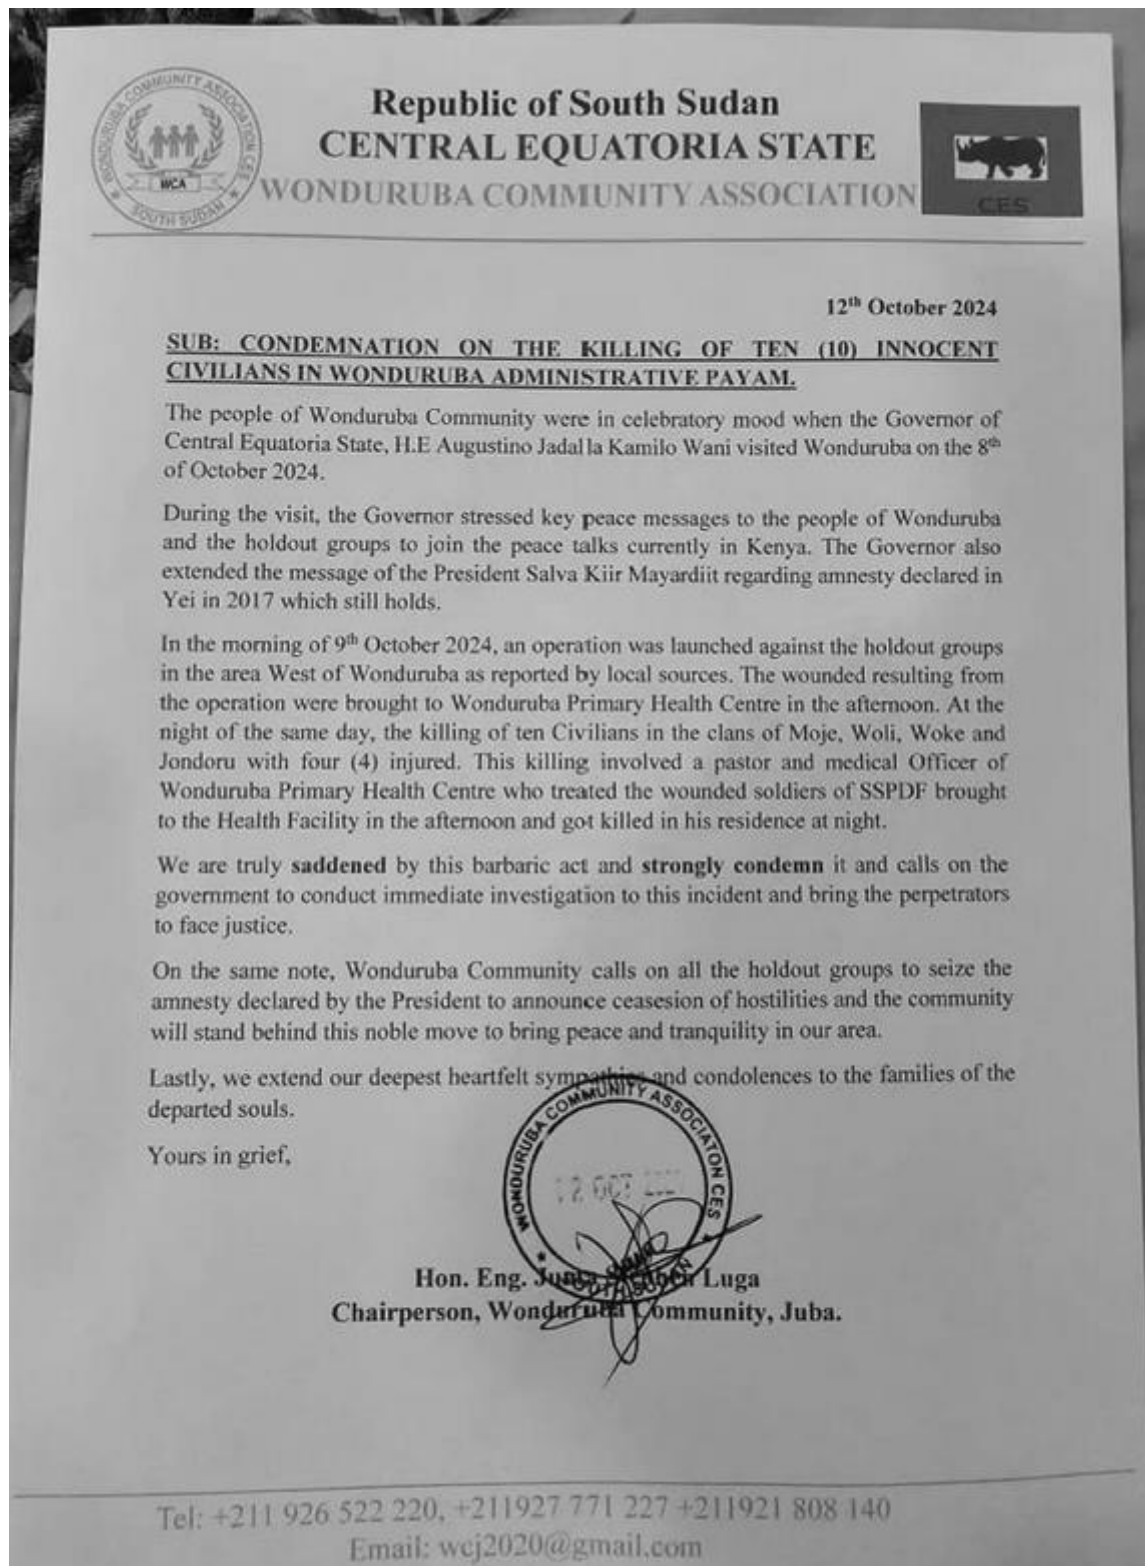 WONDURUBA COMMUNITY ASSOCIATION CES
WCA
SOUTH SUDAN
Republic of South Sudan
CENTRAL EQUATORIA STATE
WONDURUBA COMMUNITY ASSOCIATION
CES
12th October 2024
SUB: CONDEMNATION ON THE KILLING OF TEN (10) INNOCENT
CIVILIANS IN WONDURUBA ADMINISTRATIVE PAYAM.
The people of Wonduruba Community were in celebratory mood when the Governor of
Central Equatoria State, H.E Augustino Jadalla Kamilo Wani visited Wonduruba on the 8th
of October 2024.
During the visit, the Governor stressed key peace messages to the people of Wonduruba
and the holdout groups to join the peace talks currently in Kenya. The Governor also
extended the message of the President Salva Kiir Mayardiit regarding amnesty declared in
Yei in 2017 which still holds.
In the morning of 9th October 2024, an operation was launched against the holdout groups
in the area West of Wonduruba as reported by local sources. The wounded resulting from
the operation were brought to Wonduruba Primary Health Centre in the afternoon. At the
night of the same day, the killing of ten Civilians in the clans of Moje, Woli, Woke and
Jondoru with four (4) injured. This killing involved a pastor and medical Officer of
Wonduruba Primary Health Centre who treated the wounded soldiers of SSPDF brought
to the Health Facility in the afternoon and got killed in his residence at night.
We are truly saddened by this barbaric act and strongly condemn it and calls on the
government to conduct immediate investigation to this incident and bring the perpetrators
to face justice.
On the same note, Wonduruba Community calls on all the holdout groups to seize the
amnesty declared by the President to announce ceasesion of hostilities and the community
will stand behind this noble move to bring peace and tranquility in our area.
Lastly, we extend our deepest heartfelt sympathies and condolences to the families of the
departed souls.
Yours in grief,
WONDURUBA COMMUNITY ASSOCIATON CES
12 OCT
SOUTH SUDAN
Hon. Eng. Luga
Chairperson, Wonduruba Community, Juba.
Tel: +211 926 522 220, +211927 771 227 +211921 808 140
Email: wcj2020@gmail.com